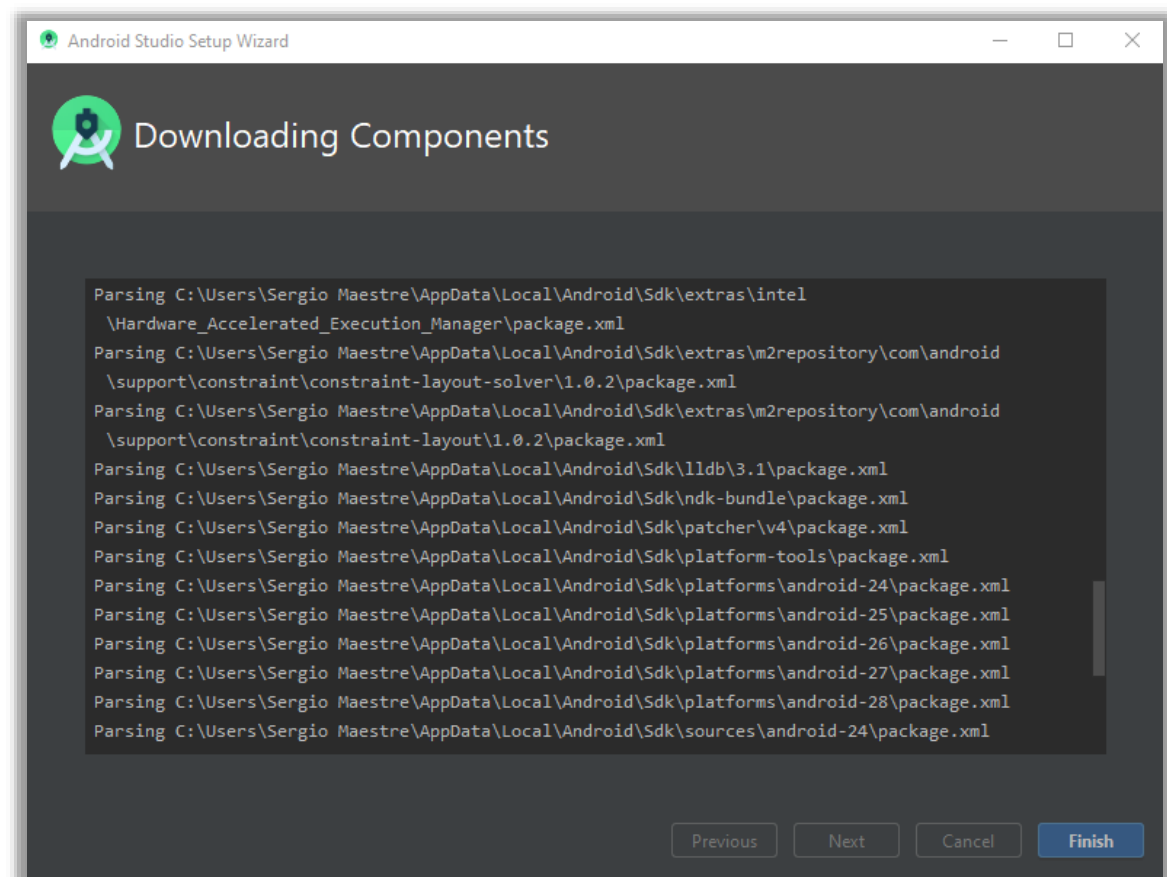 Android Studio Setup Wizard
Downloading Components
Parsing C:\Users\Sergio Maestre\AppData\Local\Android\Sdk\extras\intel
\Hardware_Accelerated_Execution_Manager\package.xml
Parsing C:\Users\Sergio Maestre\AppData\Local\Android\Sdk\extras\m2repository\com\android
\support\constraint\constraint-layout-solver\1.0.2\package.xml
Parsing C:\Users\Sergio Maestre\AppData\Local\Android\Sdk\extras\m2repository\com\android
\support\constraint\constraint-layout\1.0.2\package.xml
Parsing C:\Users\Sergio Maestre\AppData\Local\Android\Sdk\lldb\3.1\package.xml
Parsing C:\Users\Sergio Maestre\AppData\Local\Android\Sdk\ndk-bundle\package.xml
Parsing C:\Users\Sergio Maestre\AppData\Local\Android\Sdk\patcher\v4\package.xml
Parsing C:\Users\Sergio Maestre\AppData\Local\Android\Sdk\platform-tools\package.xml
Parsing C:\Users\Sergio Maestre\AppData\Local\Android\Sdk\platforms\android-24\package.xml
Parsing C:\Users\Sergio Maestre\AppData\Local\Android\Sdk\platforms\android-25\package.xml
Parsing C:\Users\Sergio Maestre\AppData\Local\Android\Sdk\platforms\android-26\package.xml
Parsing C:\Users\Sergio Maestre\AppData\Local\Android\Sdk\platforms\android-27\package.xml
Parsing C:\Users\Sergio Maestre\AppData\Local\Android\Sdk\platforms\android-28\package.xml
Parsing C:\Users\Sergio Maestre\AppData\Local\Android\Sdk\sources\android-24\package.xml
Previous Next Cancel Finish